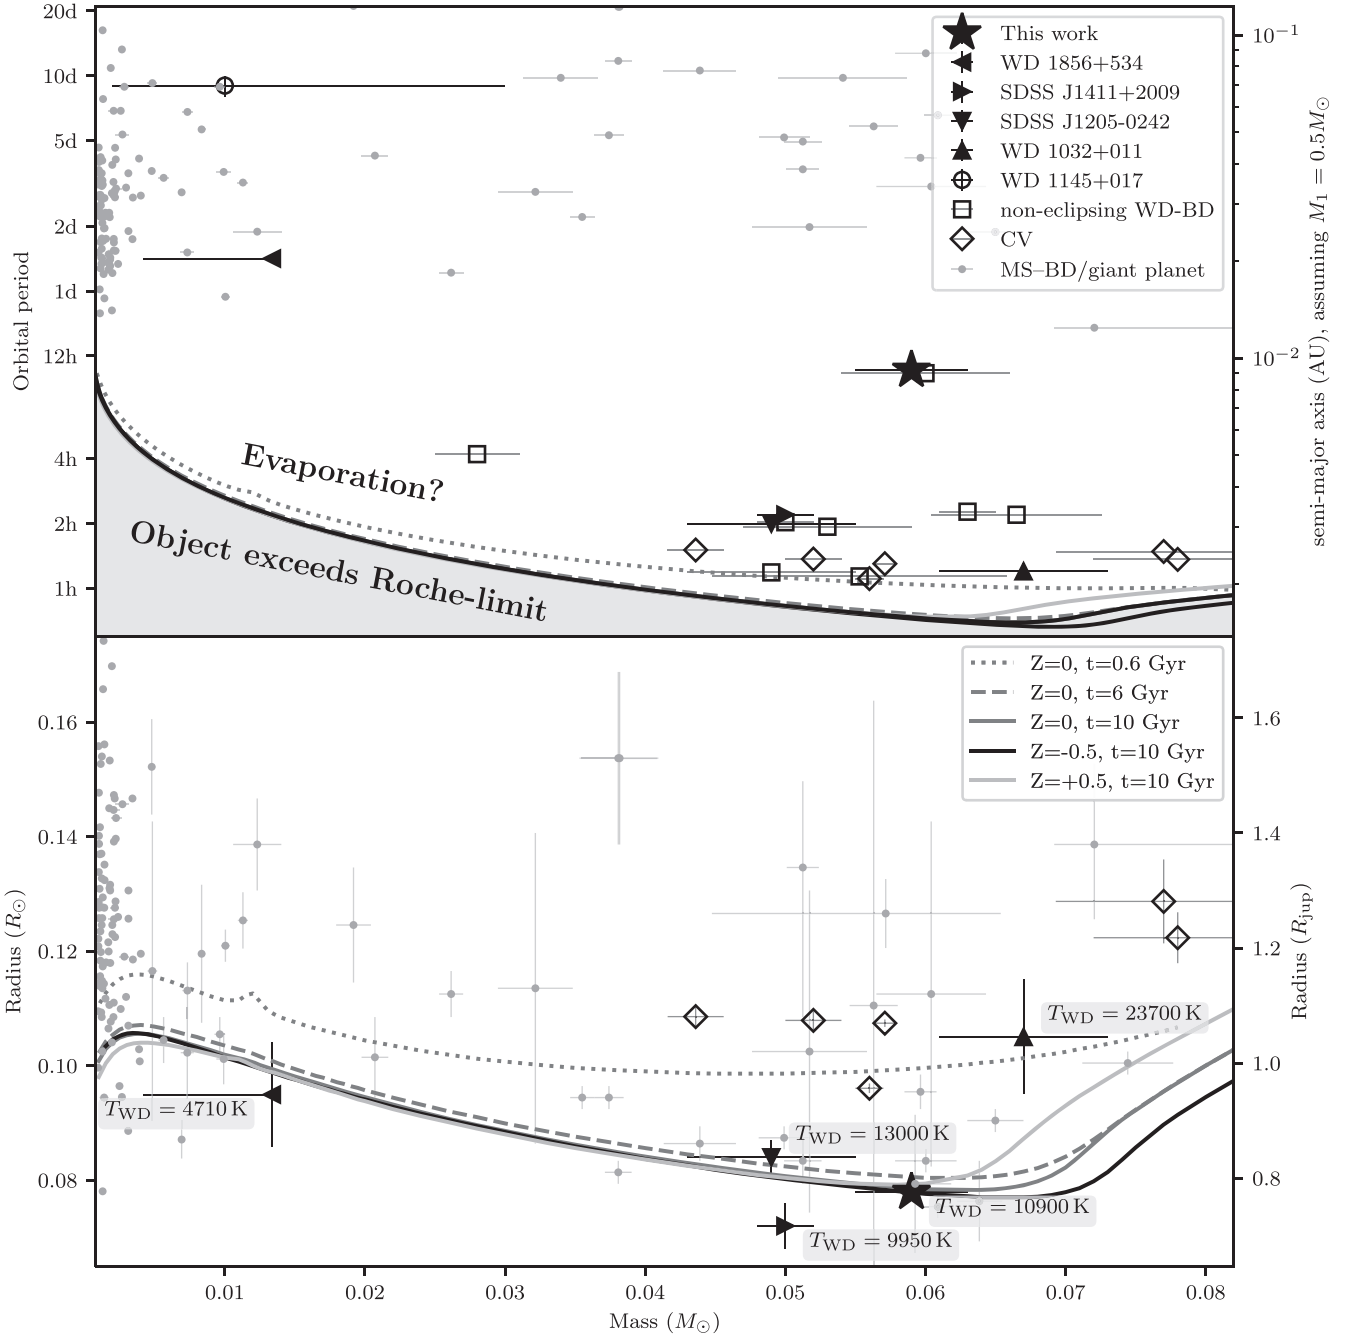 20d
10d
5d
2d
1d
12h
4h
2h
1h
Orbital period
This work
WD 1856+534
SDSS J1411+2009
SDSS J1205-0242
WD 1032+011
WD 1145+017
non-eclipsing WD-BD
CV
MS–BD/giant planet
10⁻¹
10⁻²
semi-major axis (AU), assuming M₁ = 0.5M☉
Evaporation?
Object exceeds Roche-limit
0.16
0.14
0.12
0.10
0.08
Radius (R☉)
Z=0, t=0.6 Gyr
Z=0, t=6 Gyr
Z=0, t=10 Gyr
Z=-0.5, t=10 Gyr
Z=+0.5, t=10 Gyr
1.6
1.4
1.2
1.0
0.8
Radius (R_jup)
T_WD = 23700 K
T_WD = 4710 K
T_WD = 13000 K
T_WD = 10900 K
T_WD = 9950 K
0.01 0.02 0.03 0.04 0.05 0.06 0.07 0.08
Mass (M☉)